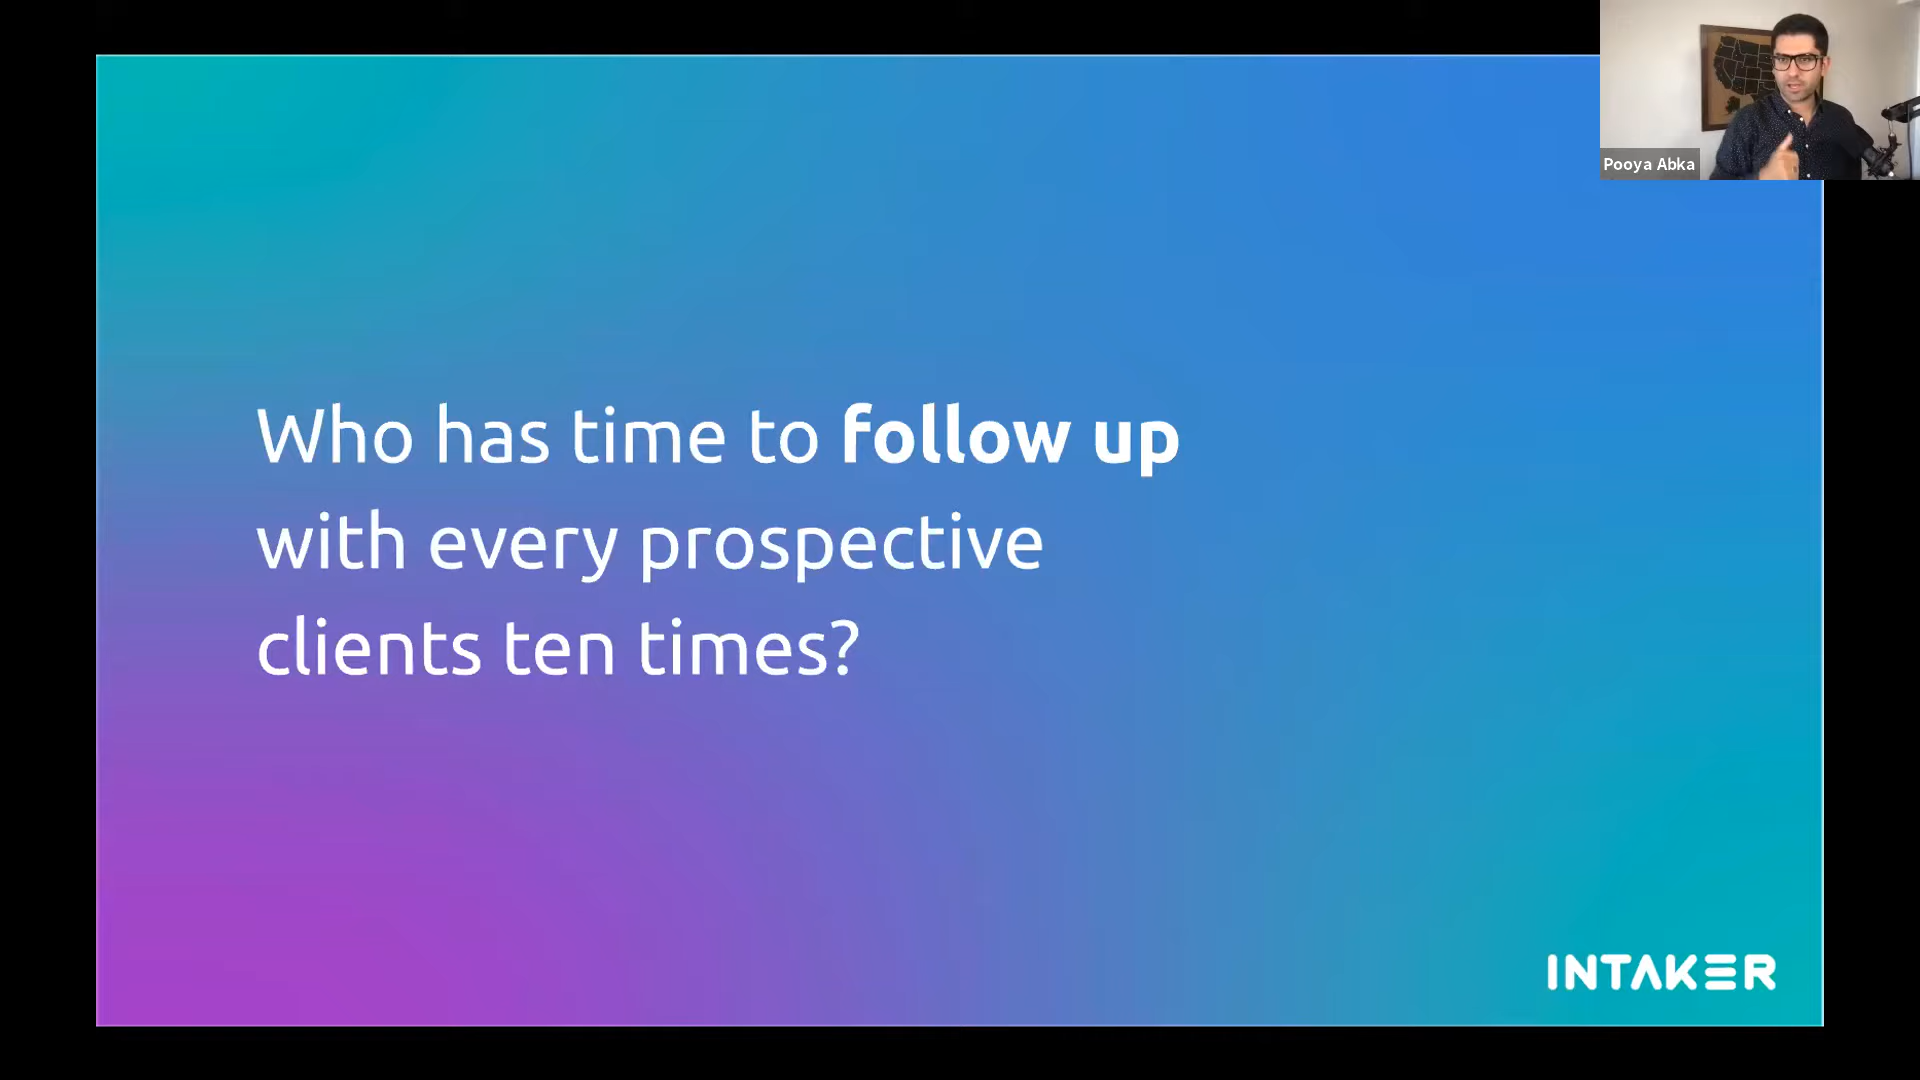 Pooya Abka
Who has time to follow up
with every prospective
clients ten times?
INTAKER